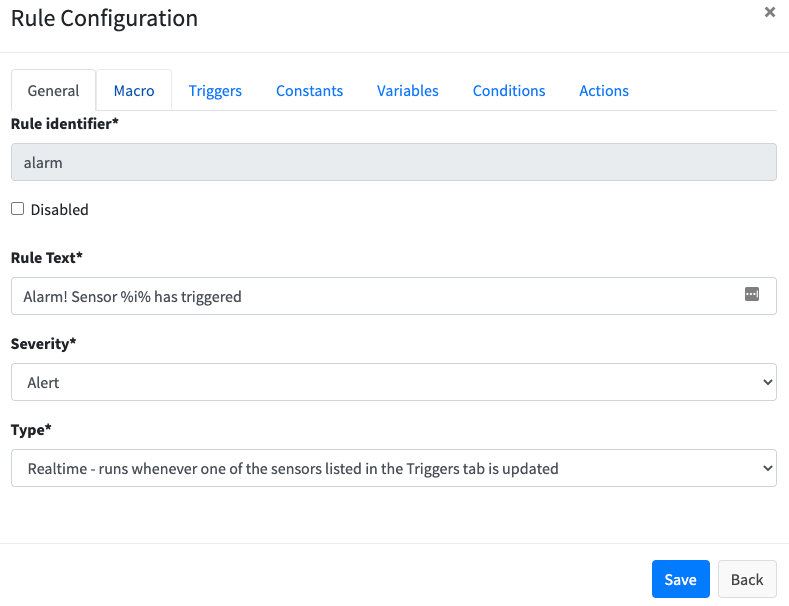 Rule Configuration
×
General Macro Triggers Constants Variables Conditions Actions
Rule identifier*
alarm
Disabled
Rule Text*
Alarm! Sensor %i% has triggered
Severity*
Alert
Type*
Realtime - runs whenever one of the sensors listed in the Triggers tab is updated
Save Back